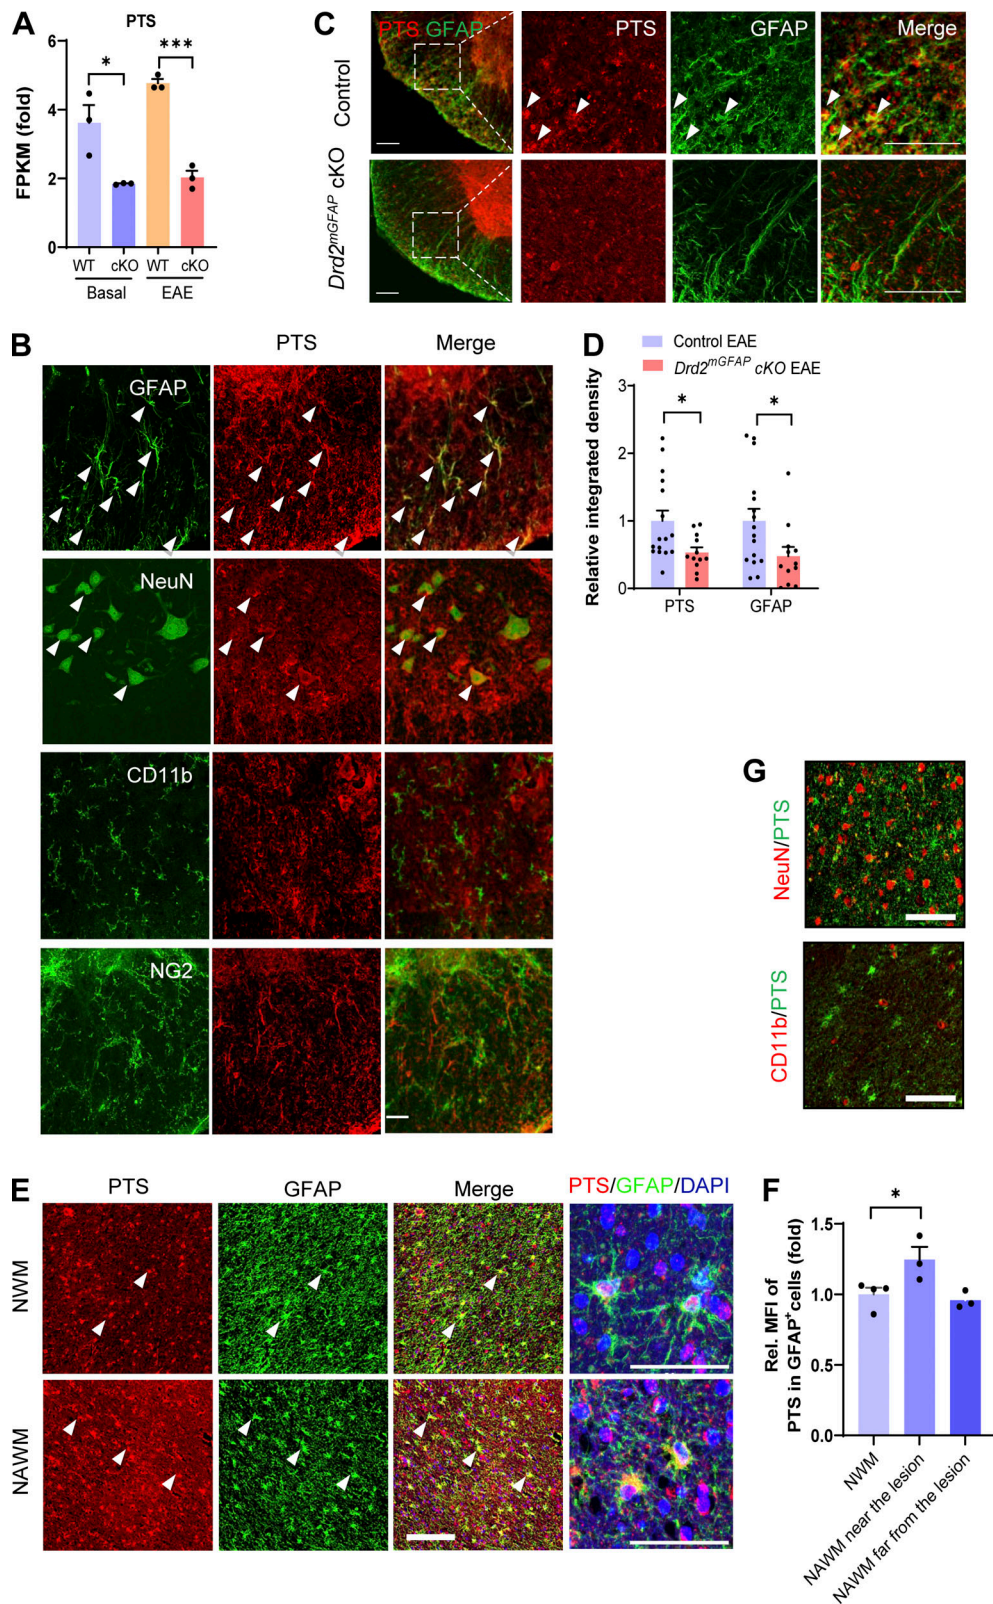 A
PTS
FPKM (fold)
6
4
2
0
*
***
WT
cKO
WT
cKO
Basal
EAE
C
PTS GFAP
PTS
GFAP
Merge
Control
Drd2mGFAP cKO
B
PTS
Merge
GFAP
NeuN
CD11b
NG2
D
Control EAE
Drd2mGFAP cKO EAE
Relative integrated density
3
2
1
0
*
*
PTS
GFAP
G
NeuN/PTS
CD11b/PTS
E
PTS
GFAP
Merge
PTS/GFAP/DAPI
NWM
NAWM
F
Rel. MFI of
PTS in GFAP+cells (fold)
1.5
1.0
0.5
0.0
*
NWM
NAWM near the lesion
NAWM far from the lesion